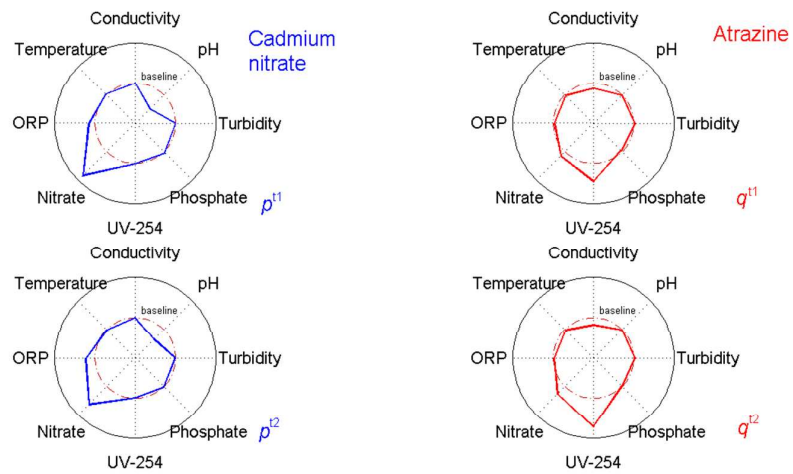 Conductivity
Cadmium
nitrate
Temperature
pH
baseline
ORP
Turbidity
Nitrate
Phosphate
p^t1
UV-254
Conductivity
Atrazine
Temperature
pH
baseline
ORP
Turbidity
Nitrate
Phosphate
q^t1
UV-254
Conductivity
Temperature
pH
baseline
ORP
Turbidity
Nitrate
Phosphate
p^t2
UV-254
Conductivity
Temperature
pH
baseline
ORP
Turbidity
Nitrate
Phosphate
q^t2
UV-254